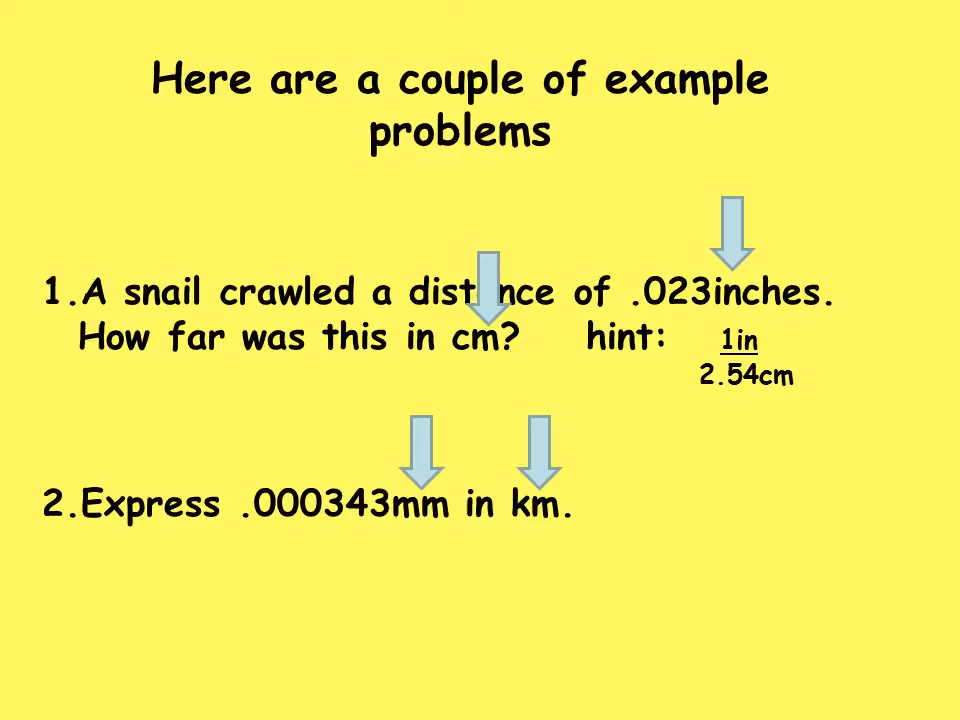 Here are a couple of example
problems
1.A snail crawled a distance of .023inches.
How far was this in cm? hint: 1in
2.54cm
2.Express .000343mm in km.